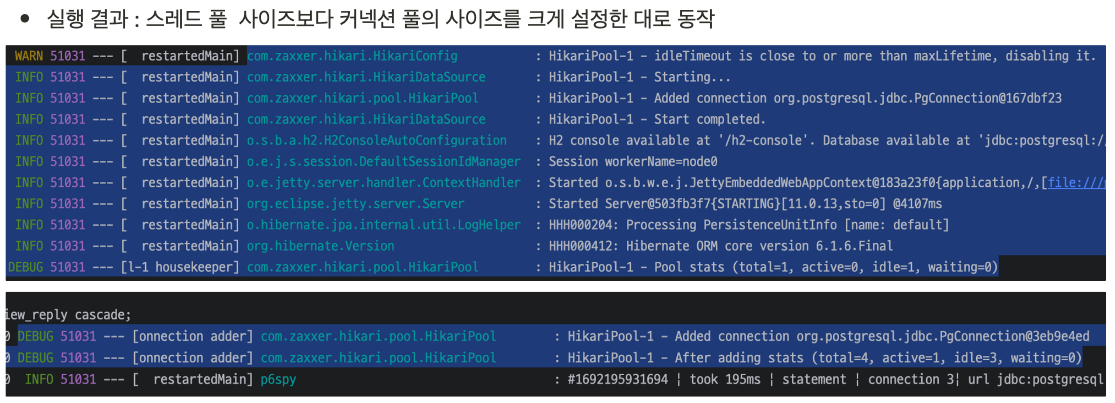 • 실행 결과 : 스레드 풀 사이즈보다 커넥션 풀의 사이즈를 크게 설정한 대로 동작
WARN 51031 --- [  restartedMain] com.zaxxer.hikari.HikariConfig : HikariPool-1 - idleTimeout is close to or more than maxLifetime, disabling it.
INFO 51031 --- [  restartedMain] com.zaxxer.hikari.HikariDataSource : HikariPool-1 - Starting...
INFO 51031 --- [  restartedMain] com.zaxxer.hikari.pool.HikariPool : HikariPool-1 - Added connection org.postgresql.jdbc.PgConnection@167dbf23
INFO 51031 --- [  restartedMain] com.zaxxer.hikari.HikariDataSource : HikariPool-1 - Start completed.
INFO 51031 --- [  restartedMain] o.s.b.a.h2.H2ConsoleAutoConfiguration : H2 console available at '/h2-console'. Database available at 'jdbc:postgresql:/
INFO 51031 --- [  restartedMain] o.e.j.s.session.DefaultSessionIdManager : Session workerName=node0
INFO 51031 --- [  restartedMain] o.e.jetty.server.handler.ContextHandler : Started o.s.b.w.e.j.JettyEmbeddedWebAppContext@183a23f0{application,/,[file:///
INFO 51031 --- [  restartedMain] org.eclipse.jetty.server.Server : Started Server@503fb3f7{STARTING}[11.0.13,sto=0] @4107ms
INFO 51031 --- [  restartedMain] o.hibernate.jpa.internal.util.LogHelper : HHH000204: Processing PersistenceUnitInfo [name: default]
INFO 51031 --- [  restartedMain] org.hibernate.Version : HHH000412: Hibernate ORM core version 6.1.6.Final
DEBUG 51031 --- [l-1 housekeeper] com.zaxxer.hikari.pool.HikariPool : HikariPool-1 - Pool stats (total=1, active=0, idle=1, waiting=0)
iew_reply cascade;
0 DEBUG 51031 --- [onnection adder] com.zaxxer.hikari.pool.HikariPool : HikariPool-1 - Added connection org.postgresql.jdbc.PgConnection@3eb9e4ed
0 DEBUG 51031 --- [onnection adder] com.zaxxer.hikari.pool.HikariPool : HikariPool-1 - After adding stats (total=4, active=1, idle=3, waiting=0)
0 INFO 51031 --- [  restartedMain] p6spy : #1692195931694 | took 195ms | statement | connection 3| url jdbc:postgresql